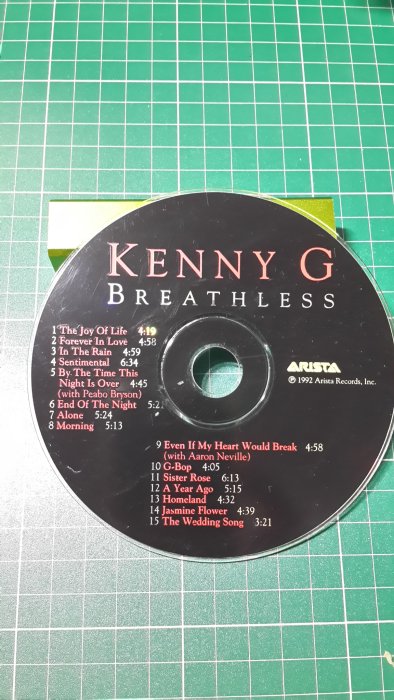 KENNY G
BREATHLESS
1 The Joy Of Life 4:19
2 Forever In Love 4:58
3 In The Rain 4:59
4 Sentimental 6:34
5 By The Time This
Night Is Over 4:45
(with Peabo Bryson)
6 End Of The Night 5:21
7 Alone 5:24
8 Morning 5:13
ARISTA
℗ 1992 Arista Records, Inc.
9 Even If My Heart Would Break 4:58
(with Aaron Neville)
10 G-Bop 4:05
11 Sister Rose 6:13
12 A Year Ago 5:15
13 Homeland 4:32
14 Jasmine Flower 4:39
15 The Wedding Song 3:21